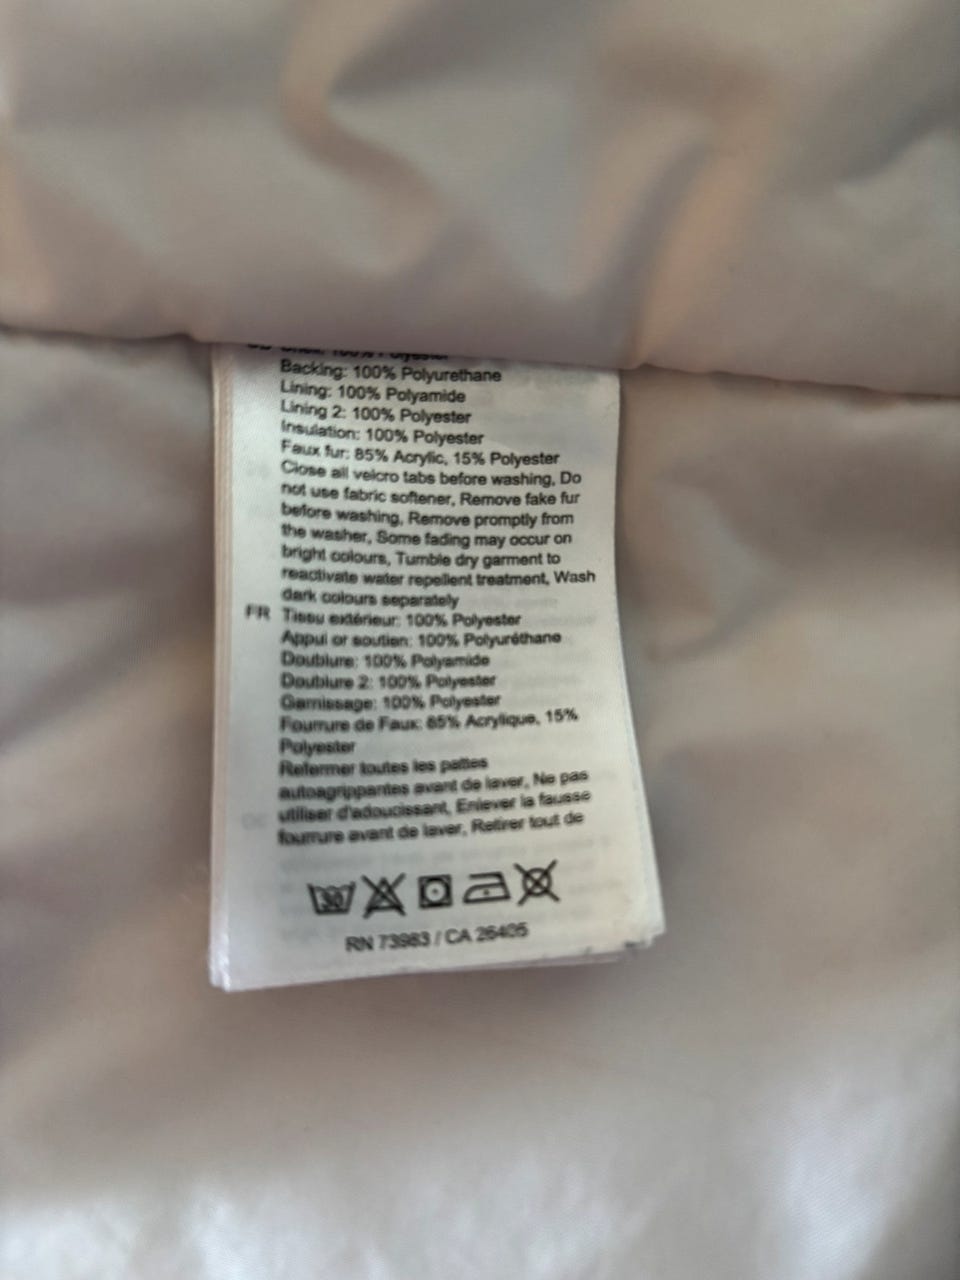 Shell: 100% Polyester
Backing: 100% Polyurethane
Lining: 100% Polyamide
Lining 2: 100% Polyester
Insulation: 100% Polyester
Faux fur: 85% Acrylic, 15% Polyester
Close all velcro tabs before washing, Do
not use fabric softener, Remove fake fur
before washing, Remove promptly from
the washer, Some fading may occur on
bright colours, Tumble dry garment to
reactivate water repellent treatment, Wash
dark colours separately
FR Tissu extérieur: 100% Polyester
Appui or soutien: 100% Polyuréthane
Doublure: 100% Polyamide
Doublure 2: 100% Polyester
Garnissage: 100% Polyester
Fourrure de Faux: 85% Acrylique, 15%
Polyester
Refermer toutes les pattes
autoagrippantes avant de laver, Ne pas
utiliser d'adoucissant, Enlever la fausse
fourrure avant de laver, Retirer tout de
30
RN 73983 / CA 26405